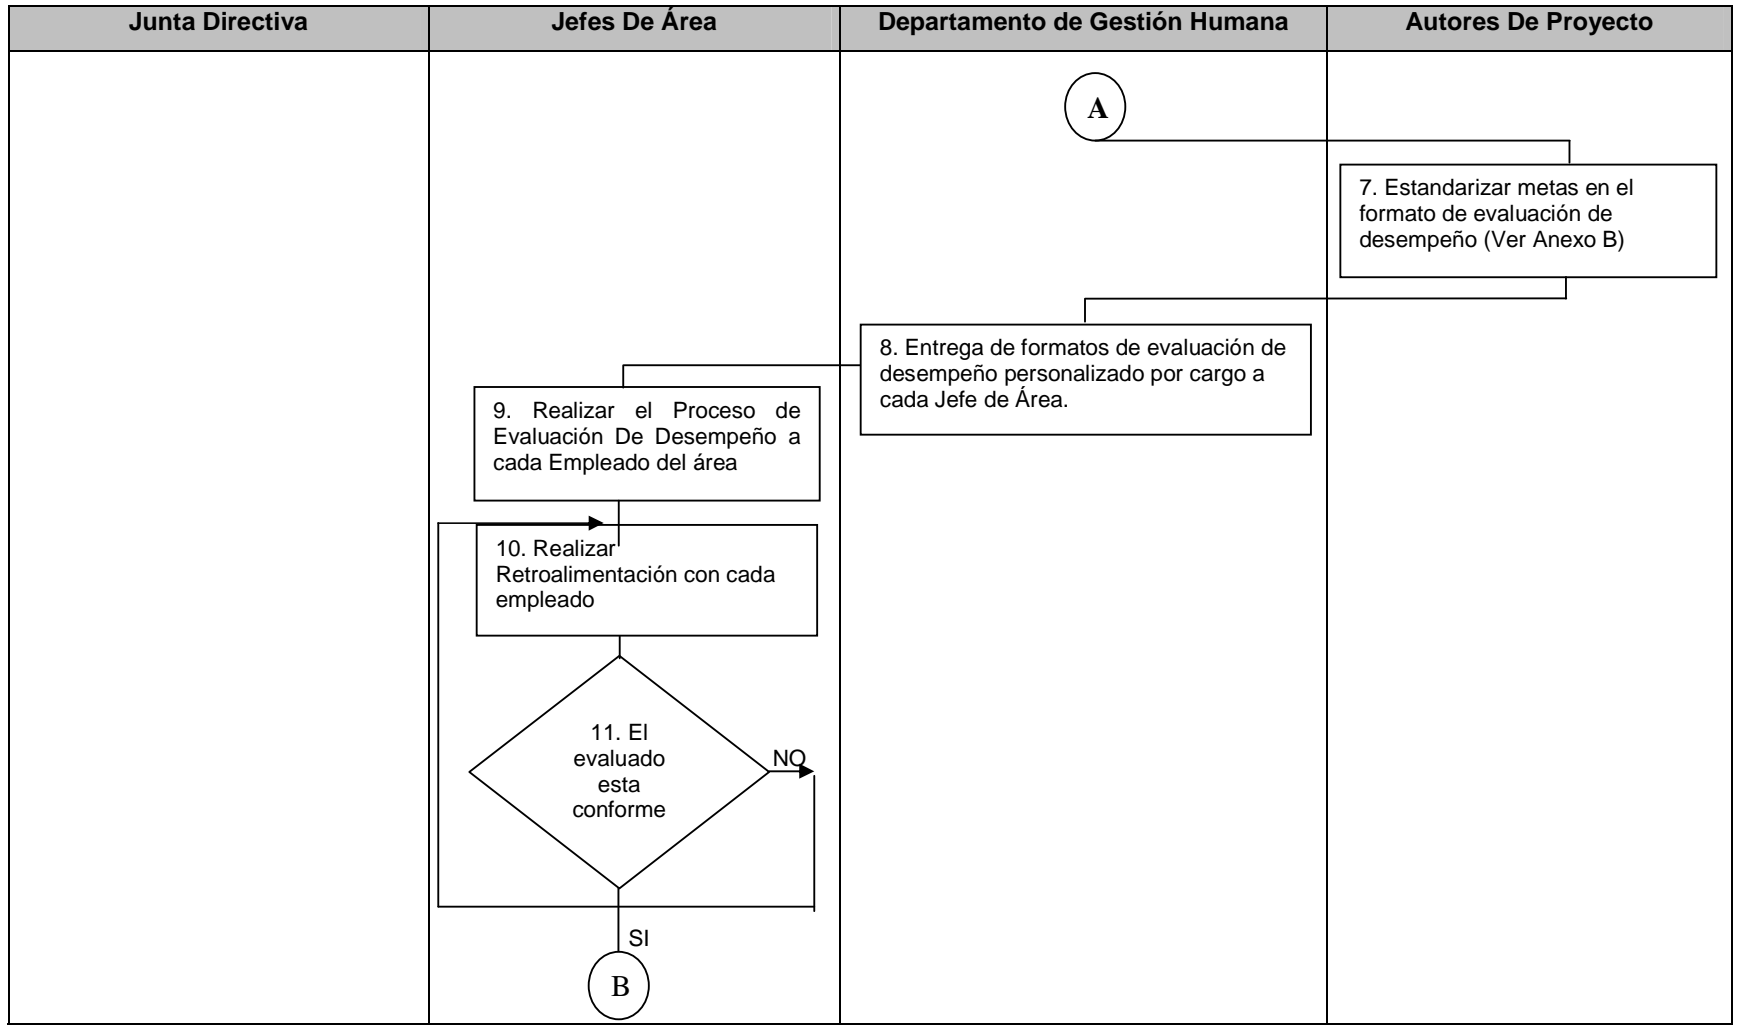 Junta Directiva
Jefes De Área
Departamento de Gestión Humana
Autores De Proyecto
A
7. Estandarizar metas en el
formato de evaluación de
desempeño (Ver Anexo B)
8. Entrega de formatos de evaluación de
desempeño personalizado por cargo a
cada Jefe de Área.
9. Realizar el Proceso de
Evaluación De Desempeño a
cada Empleado del área
10. Realizar
Retroalimentación con cada
empleado
11. El
evaluado
esta
conforme
NO
SI
B